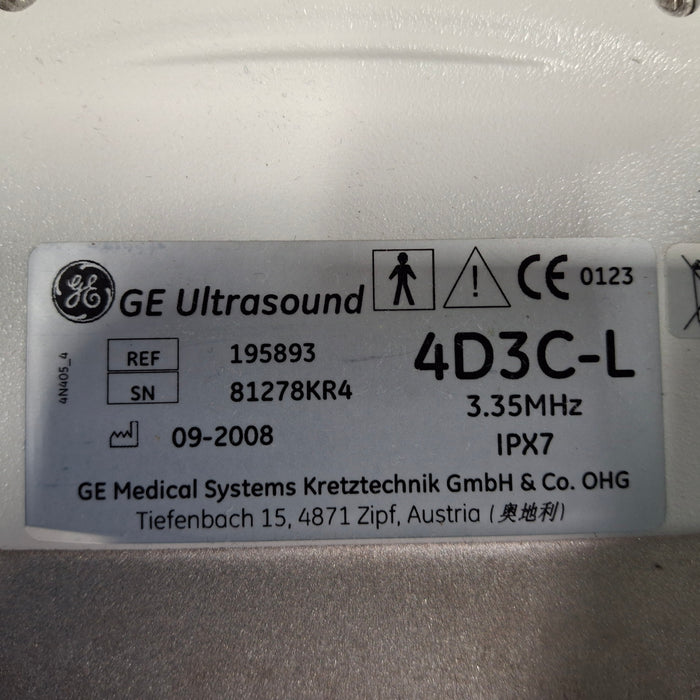 GE GE Ultrasound CE 0123
REF 195893 4D3C-L
SN 81278KR4 3.35MHz
09-2008 IPX7
GE Medical Systems Kretztechnik GmbH & Co. OHG
Tiefenbach 15, 4871 Zipf, Austria (奥地利)
4N405_4